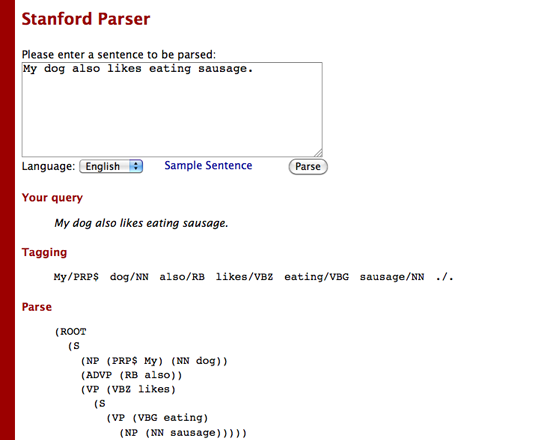 Stanford Parser
Please enter a sentence to be parsed:
My dog also likes eating sausage.
Language: English Sample Sentence Parse
Your query
My dog also likes eating sausage.
Tagging
My/PRP$ dog/NN also/RB likes/VBZ eating/VBG sausage/NN ./.
Parse
(ROOT
(S
(NP (PRP$ My) (NN dog))
(ADVP (RB also))
(VP (VBZ likes)
(S
(VP (VBG eating)
(NP (NN sausage)))))